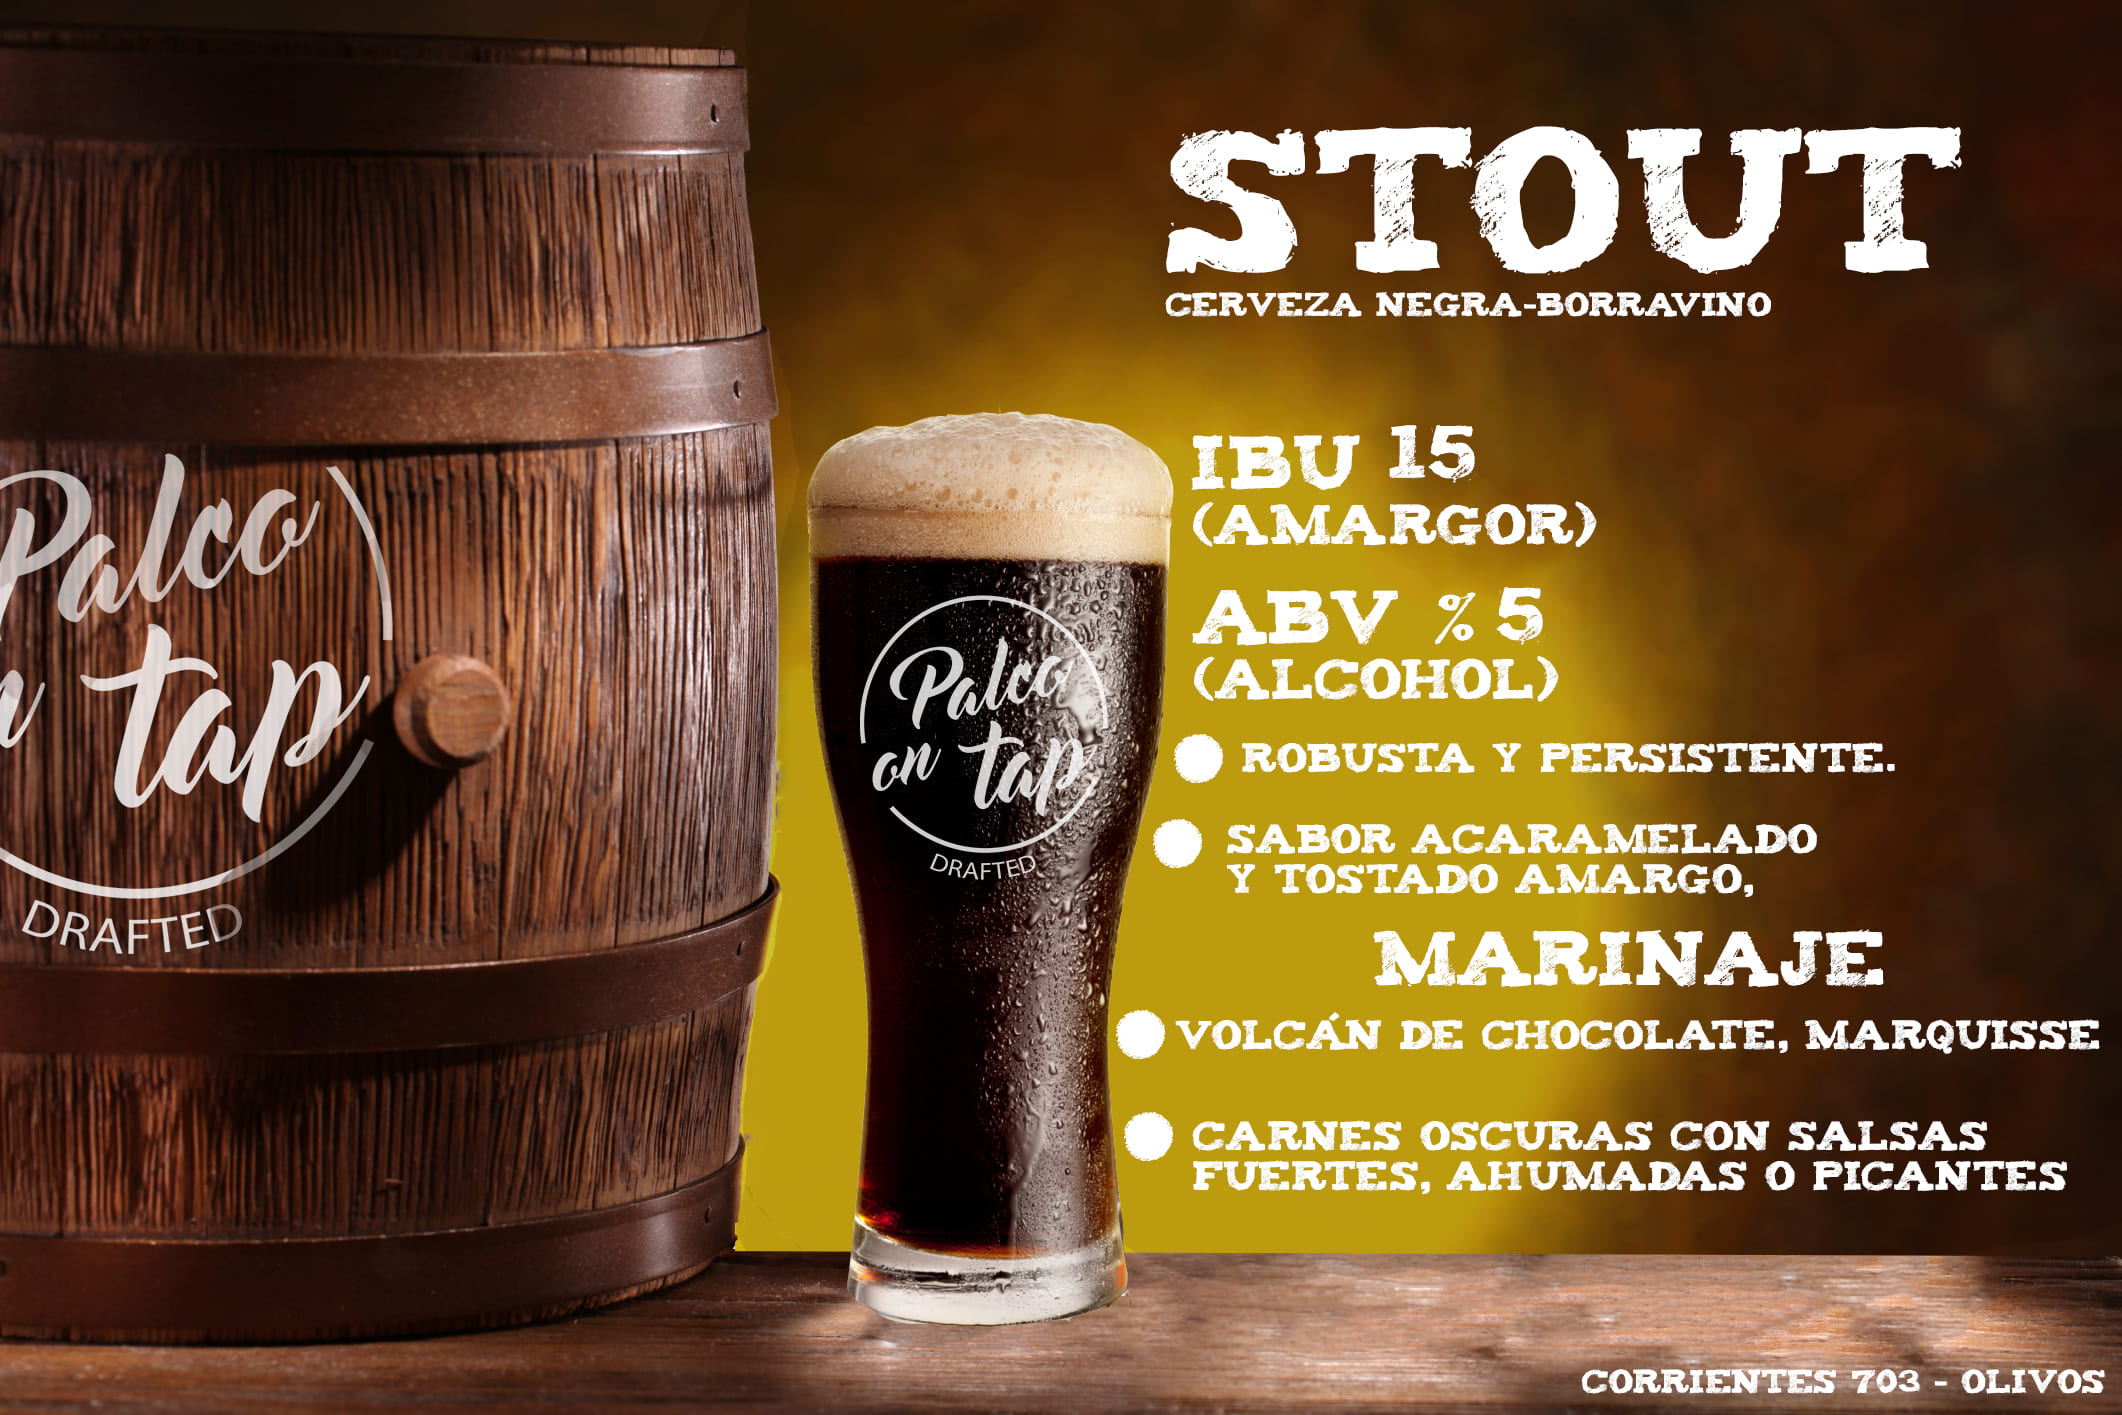 STOUT
CERVEZA NEGRA-BORRAVINO
IBU 15
(AMARGOR)
ABV % 5
(ALCOHOL)
ROBUSTA Y PERSISTENTE.
SABOR ACARAMELADO
Y TOSTADO AMARGO,
MARINAJE
VOLCÁN DE CHOCOLATE, MARQUISSE
CARNES OSCURAS CON SALSAS
FUERTES, AHUMADAS O PICANTES
Palco
n tap
DRAFTED
Palco
on tap
DRAFTED
CORRIENTES 703 - OLIVOS